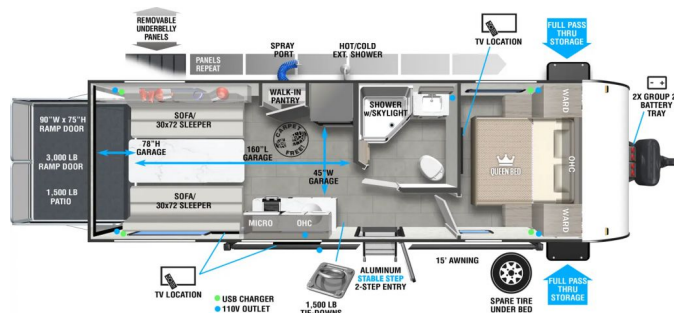 REMOVABLE
UNDERBELLY
PANELS
PANELS
REPEAT
SPRAY
PORT
HOT/COLD
EXT. SHOWER
TV LOCATION
FULL PASS
THRU
STORAGE
90"W x 75"H
RAMP DOOR
3,000 LB
RAMP DOOR
1,500 LB
PATIO
SOFA/
30x72 SLEEPER
78"H
GARAGE
160"L
GARAGE
SOFA/
30x72 SLEEPER
WALK-IN
PANTRY
CARPET
FREE!
45"W
GARAGE
SHOWER
w/SKYLIGHT
MICRO
OHC
QUEEN BED
WARD
OHC
WARD
2X GROUP 2
BATTERY
TRAY
TV LOCATION
USB CHARGER
110V OUTLET
1,500 LB
TIE-DOWNS
ALUMINUM
STABLE STEP
2-STEP ENTRY
15' AWNING
SPARE TIRE
UNDER BED
FULL PASS
THRU
STORAGE